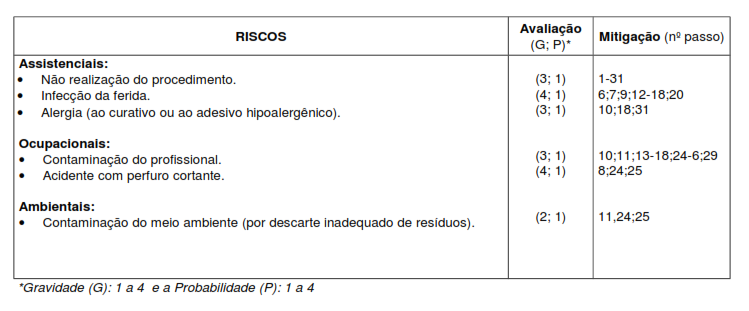 RISCOS Avaliação (G; P)* Mitigação (nº passo)
Assistenciais:
• Não realização do procedimento. (3; 1) 1-31
• Infecção da ferida. (4; 1) 6;7;9;12-18;20
• Alergia (ao curativo ou ao adesivo hipoalergênico). (3; 1) 10;18;31
Ocupacionais:
• Contaminação do profissional. (3; 1) 10;11;13-18;24-6;29
• Acidente com perfuro cortante. (4; 1) 8;24;25
Ambientais:
• Contaminação do meio ambiente (por descarte inadequado de resíduos). (2; 1) 11,24;25
*Gravidade (G): 1 a 4 e a Probabilidade (P): 1 a 4